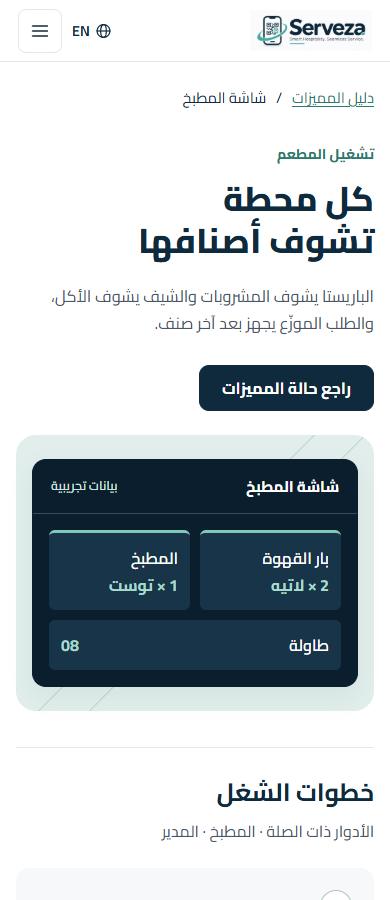 Serveza
Smart Hospitality. Seamless Service.
EN
دليل المميزات / شاشة المطبخ
تشغيل المطعم
كل محطة
تشوف أصنافها
الباريستا يشوف المشروبات والشيف يشوف الأكل،
والطلب الموزّع يجهز بعد آخر صنف.
راجع حالة المميزات
شاشة المطبخ
بيانات تجريبية
بار القهوة
2 × لاتيه
المطبخ
1 × توست
طاولة
08
خطوات الشغل
الأدوار ذات الصلة · المطبخ · المدير